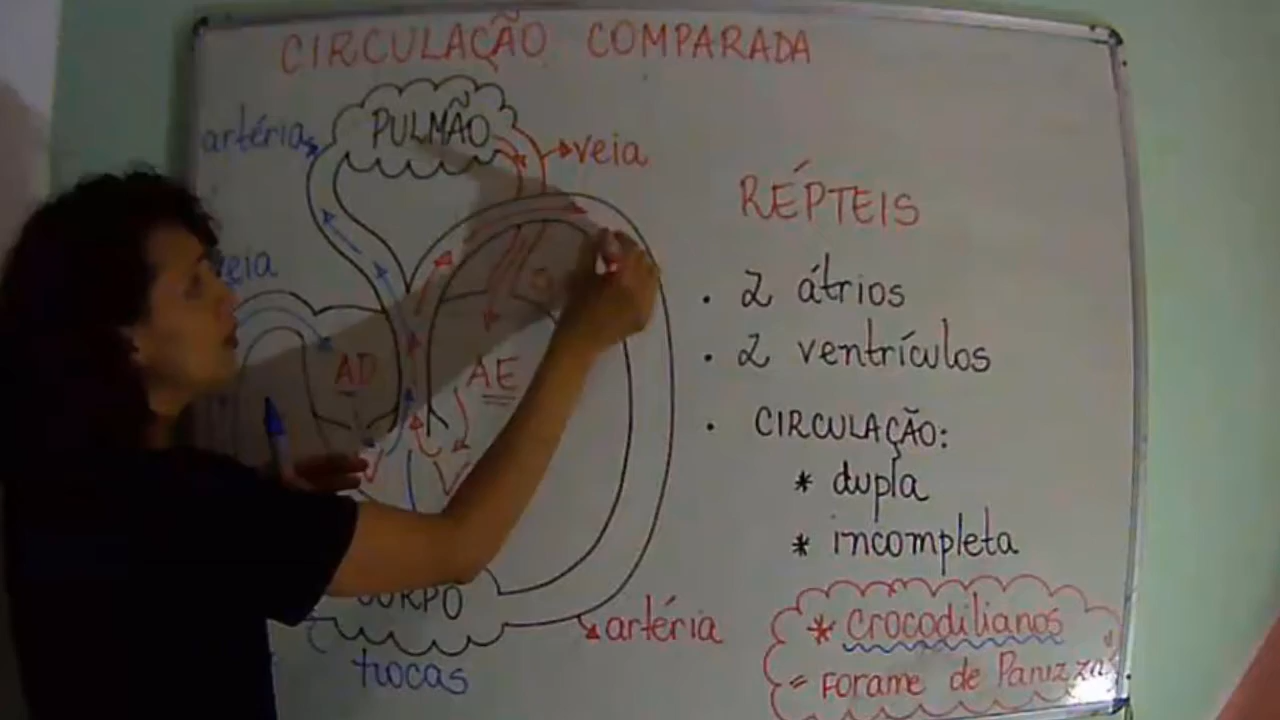 CIRCULAÇÃO COMPARADA
artérias
PULMÃO
veia
RÉPTEIS
veia
. 2 átrios
. 2 ventrículos
AD
AE
. CIRCULAÇÃO:
* dupla
* incompleta
V
V
CORPO
artéria
trocas
* crocodilianos
= FORAME de Panizza